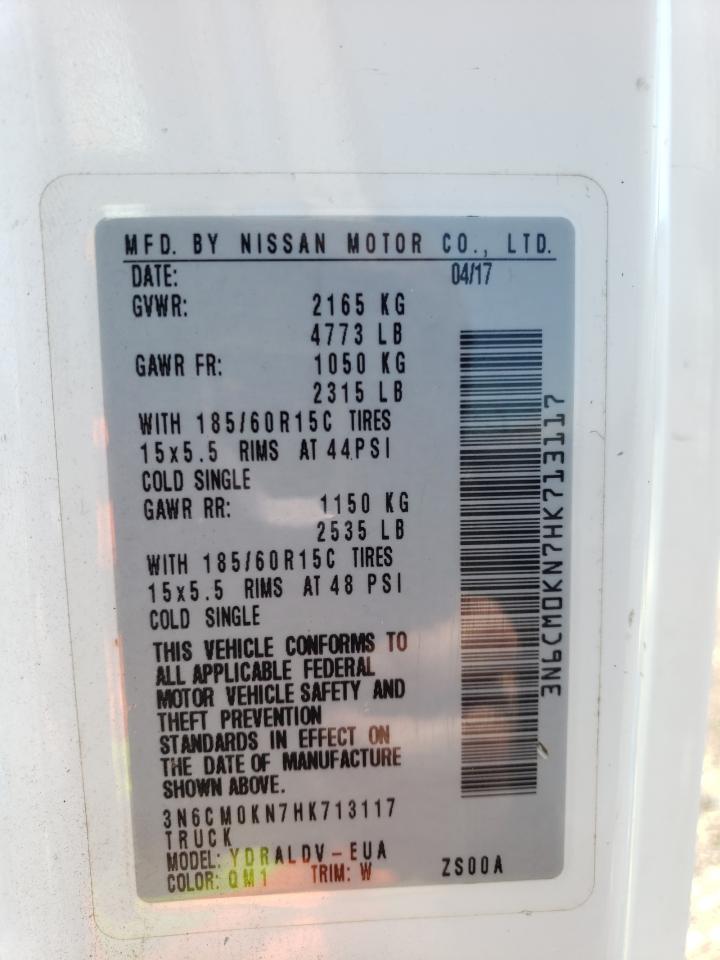 MFD. BY NISSAN MOTOR CO., LTD.
DATE: 04/17
GVWR: 2165 KG
4773 LB
GAWR FR: 1050 KG
2315 LB
WITH 185/60R15C TIRES
15x5.5 RIMS AT 44PSI
COLD SINGLE
GAWR RR: 1150 KG
2535 LB
WITH 185/60R15C TIRES
15x5.5 RIMS AT 48 PSI
COLD SINGLE
THIS VEHICLE CONFORMS TO
ALL APPLICABLE FEDERAL
MOTOR VEHICLE SAFETY AND
THEFT PREVENTION
STANDARDS IN EFFECT ON
THE DATE OF MANUFACTURE
SHOWN ABOVE.
3N6CM0KN7HK713117
TRUCK
MODEL: YDRALDV-EUA
COLOR: QM1 TRIM: W ZS00A
3N6CM0KN7HK713117